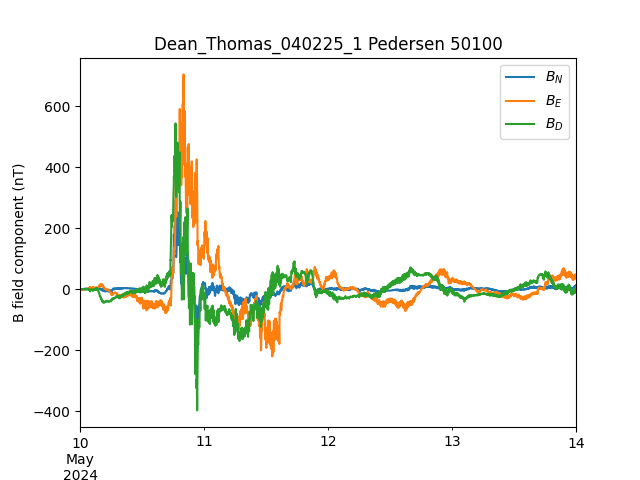 Dean_Thomas_040225_1 Pedersen 50100
B_N
B_E
B_D
B field component (nT)
600
400
200
0
−200
−400
10
11
12
13
14
May
2024